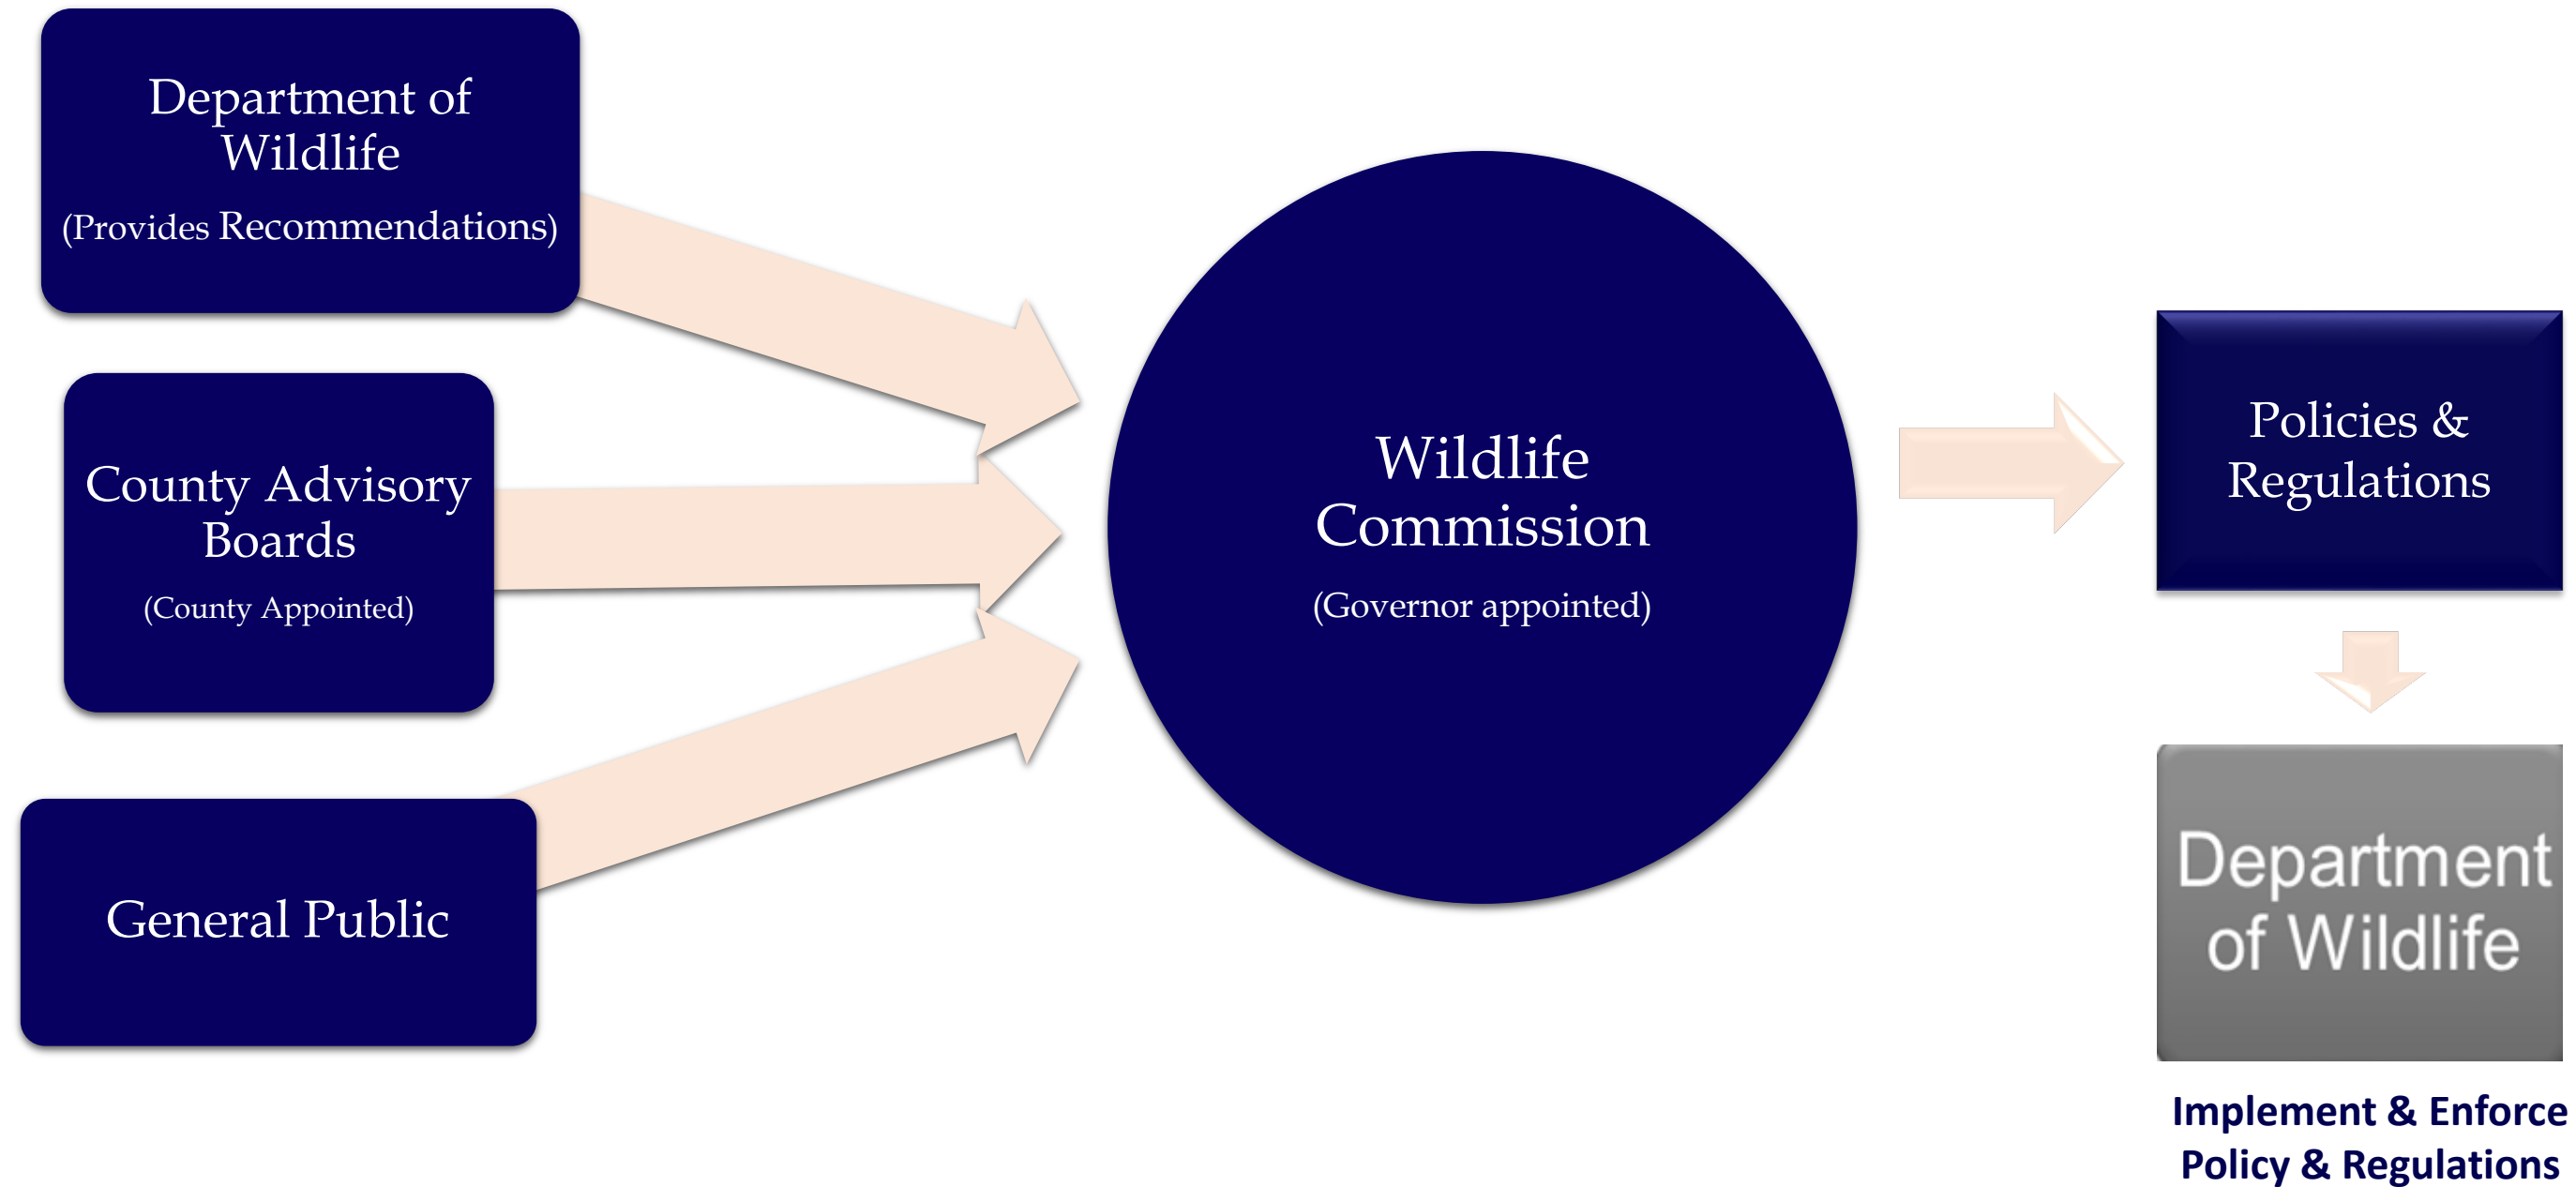 Department of
Wildlife
(Provides Recommendations)
County Advisory
Boards
(County Appointed)
General Public
Wildlife
Commission
(Governor appointed)
Policies &
Regulations
Department
of Wildlife
Implement & Enforce
Policy & Regulations